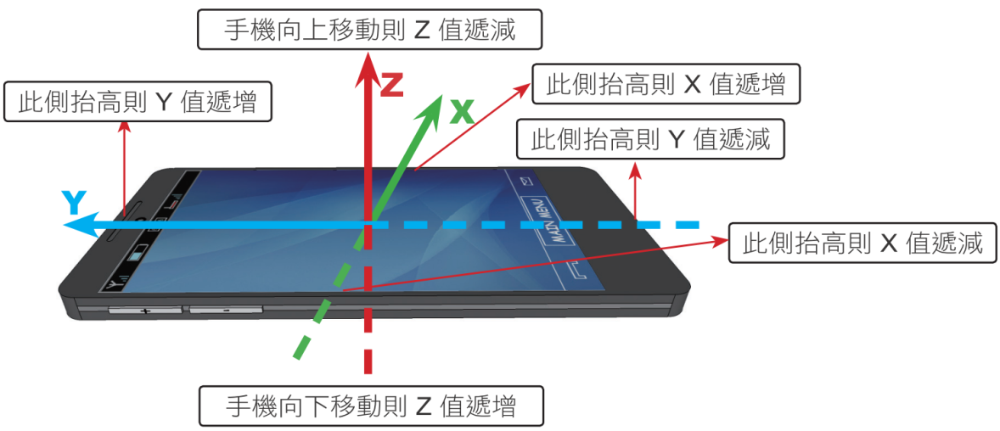 手機向上移動則 Z 值遞減
Z
此側抬高則 X 值遞增
此側抬高則 Y 值遞增
X
此側抬高則 Y 值遞減
Y
MAIN MENU
此側抬高則 X 值遞減
+
-
手機向下移動則 Z 值遞增